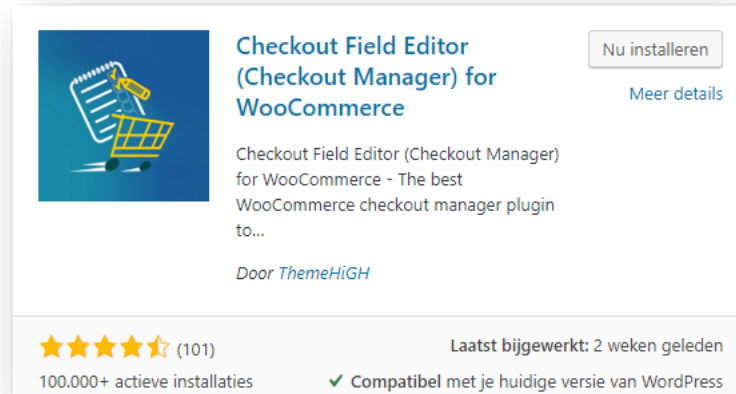 Checkout Field Editor
(Checkout Manager) for
WooCommerce
Nu installeren
Meer details
Checkout Field Editor (Checkout Manager)
for WooCommerce - The best
WooCommerce checkout manager plugin
to...
Door ThemeHiGH
(101)
Laatst bijgewerkt: 2 weken geleden
100.000+ actieve installaties
Compatibel met je huidige versie van WordPress